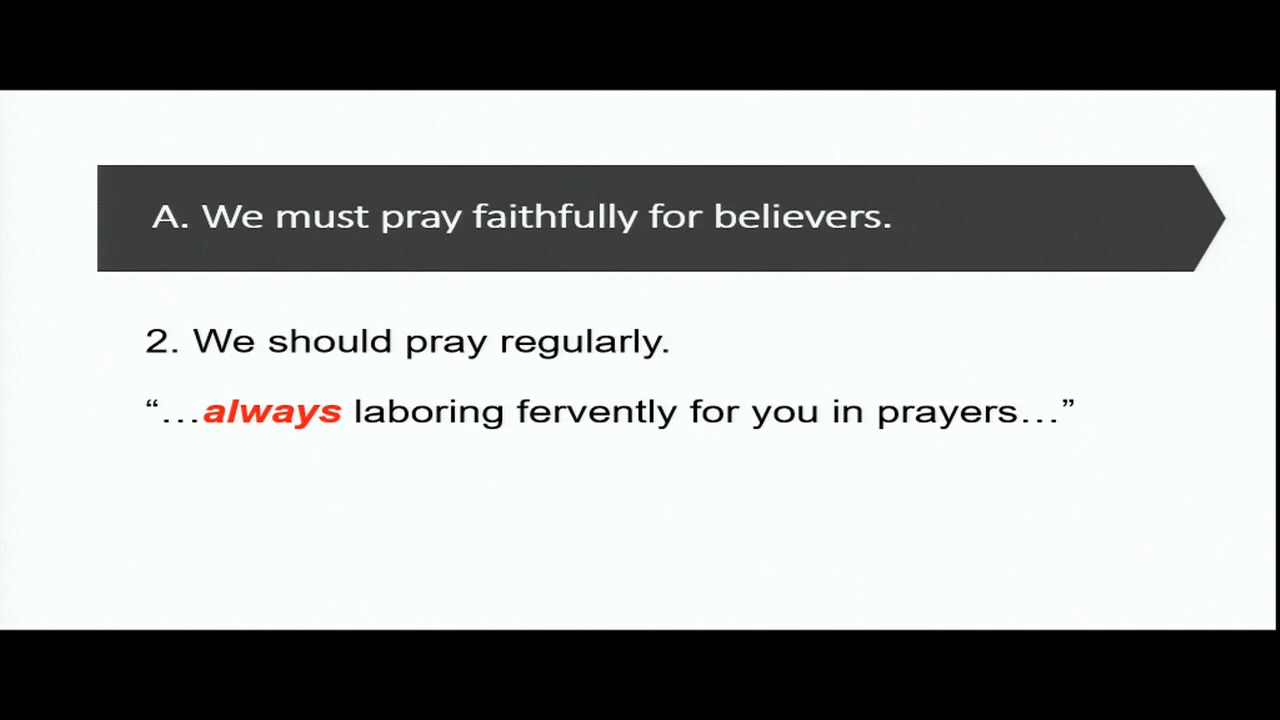 A. We must pray faithfully for believers.
2. We should pray regularly.
“…always laboring fervently for you in prayers…”